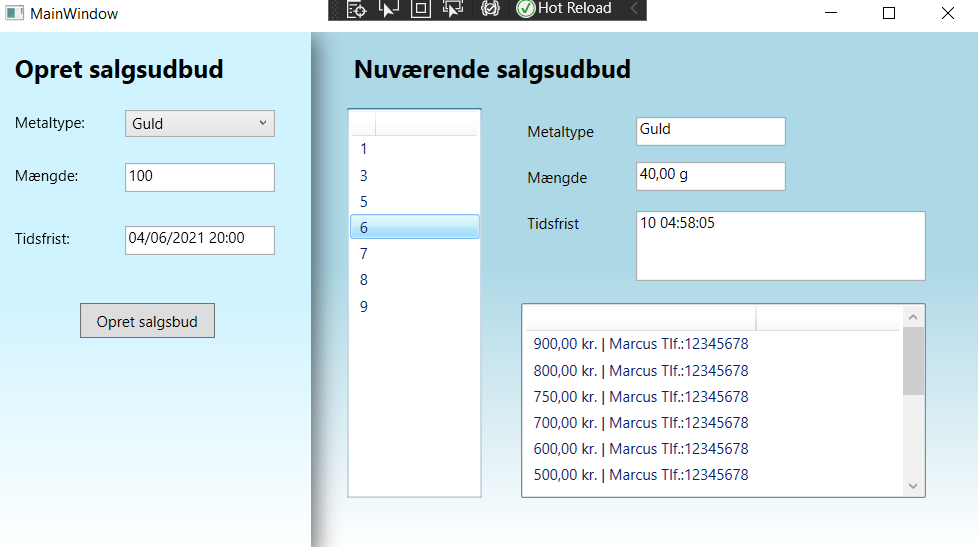 MainWindow
Hot Reload
Opret salgsudbud
Metaltype:
Guld
Mængde:
100
Tidsfrist:
04/06/2021 20:00
Opret salgsbud
Nuværende salgsudbud
1
3
5
6
7
8
9
Metaltype
Guld
Mængde
40,00 g
Tidsfrist
10 04:58:05
900,00 kr. | Marcus Tlf.:12345678
800,00 kr. | Marcus Tlf.:12345678
750,00 kr. | Marcus Tlf.:12345678
700,00 kr. | Marcus Tlf.:12345678
600,00 kr. | Marcus Tlf.:12345678
500,00 kr. | Marcus Tlf.:12345678